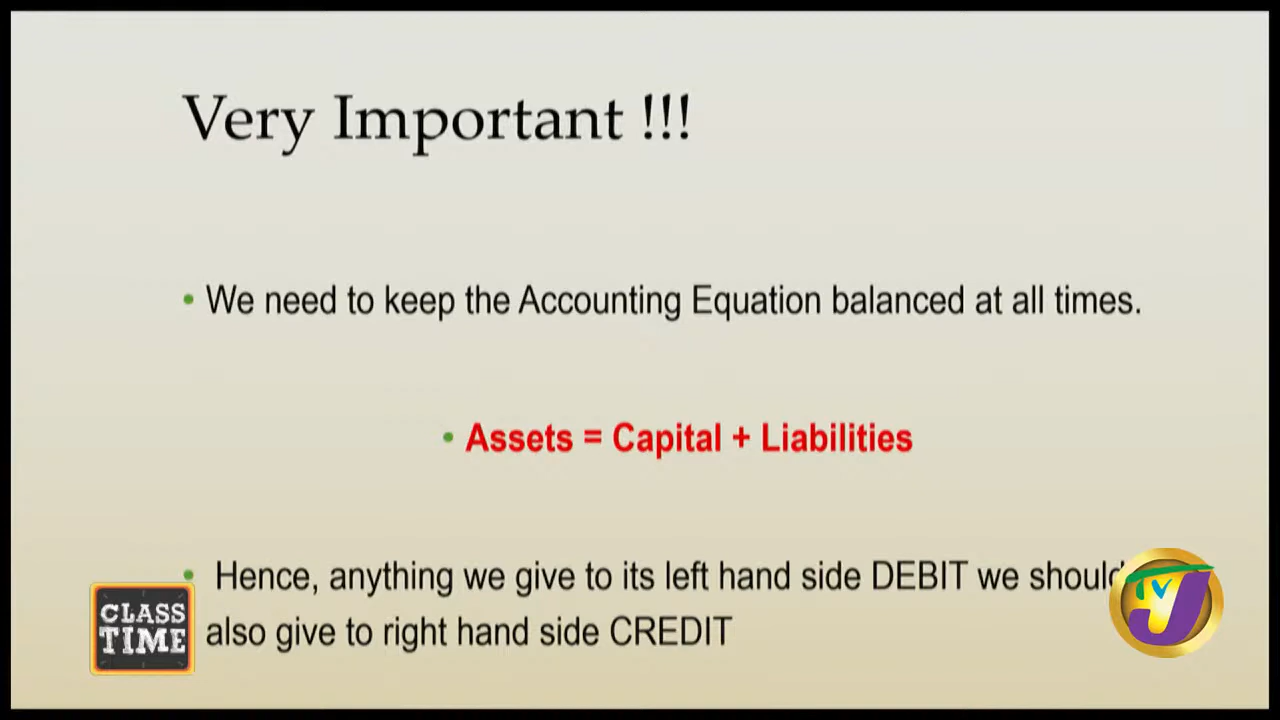 Very Important !!!
• We need to keep the Accounting Equation balanced at all times.
• Assets = Capital + Liabilities
• Hence, anything we give to its left hand side DEBIT we should
also give to right hand side CREDIT
CLASS
TIME
TVJ